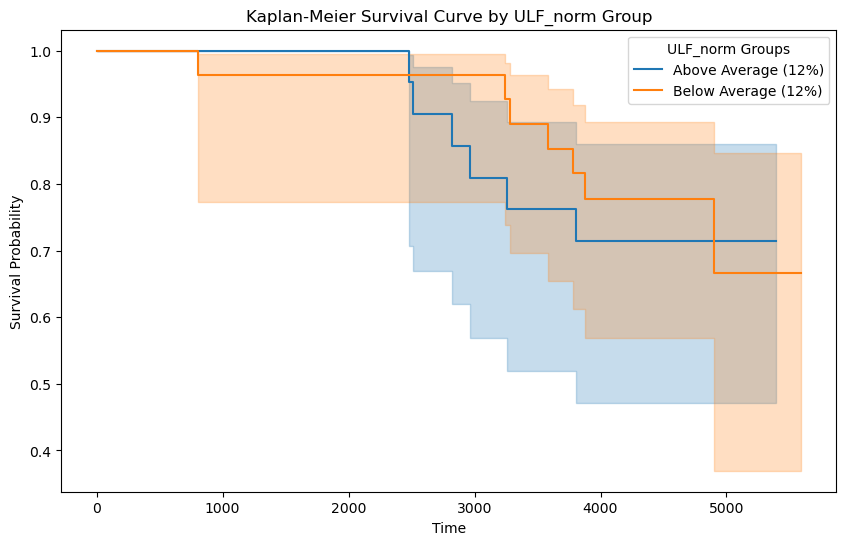 Kaplan-Meier Survival Curve by ULF_norm Group
ULF_norm Groups
Above Average (12%)
Below Average (12%)
Survival Probability
1.0
0.9
0.8
0.7
0.6
0.5
0.4
0
1000
2000
3000
4000
5000
Time